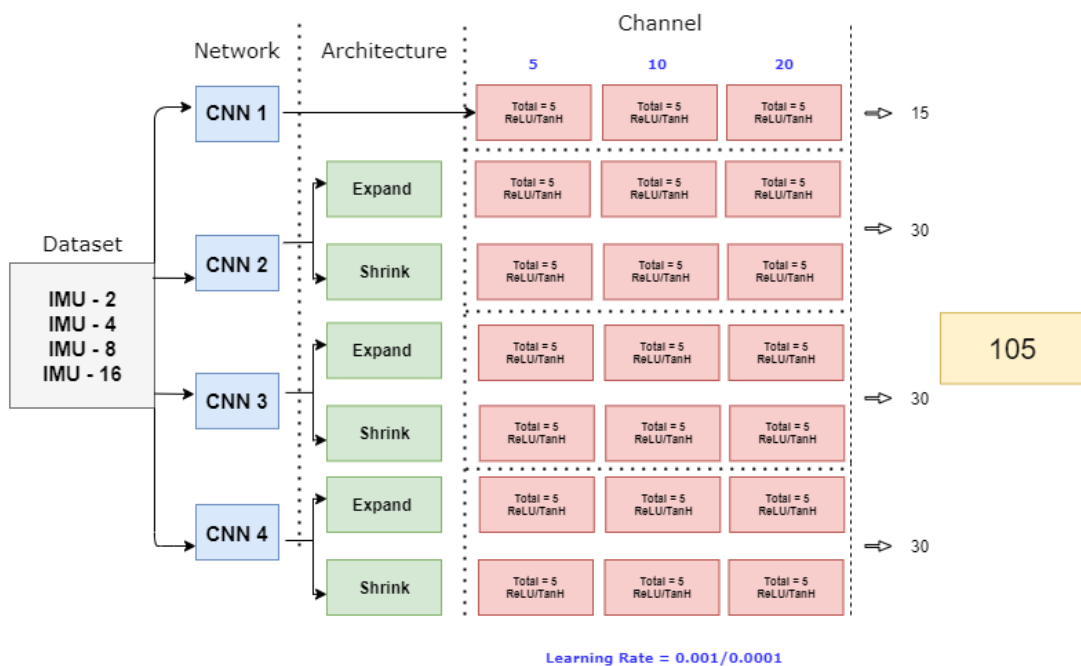 Network
Architecture
Channel
5
10
20
CNN 1
Total = 5
ReLU/TanH
Total = 5
ReLU/TanH
Total = 5
ReLU/TanH
15
Expand
Total = 5
ReLU/TanH
Total = 5
ReLU/TanH
Total = 5
ReLU/TanH
30
Dataset
CNN 2
Shrink
Total = 5
ReLU/TanH
Total = 5
ReLU/TanH
Total = 5
ReLU/TanH
IMU - 2
IMU - 4
IMU - 8
IMU - 16
Expand
Total = 5
ReLU/TanH
Total = 5
ReLU/TanH
Total = 5
ReLU/TanH
105
CNN 3
30
Shrink
Total = 5
ReLU/TanH
Total = 5
ReLU/TanH
Total = 5
ReLU/TanH
Expand
Total = 5
ReLU/TanH
Total = 5
ReLU/TanH
Total = 5
ReLU/TanH
CNN 4
30
Shrink
Total = 5
ReLU/TanH
Total = 5
ReLU/TanH
Total = 5
ReLU/TanH
Learning Rate = 0.001/0.0001